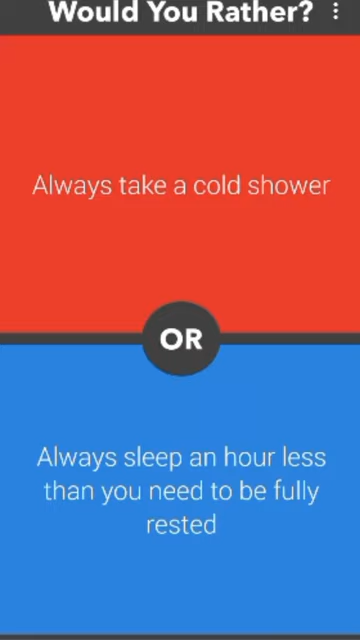 Would You Rather?
Always take a cold shower
OR
Always sleep an hour less
than you need to be fully
rested